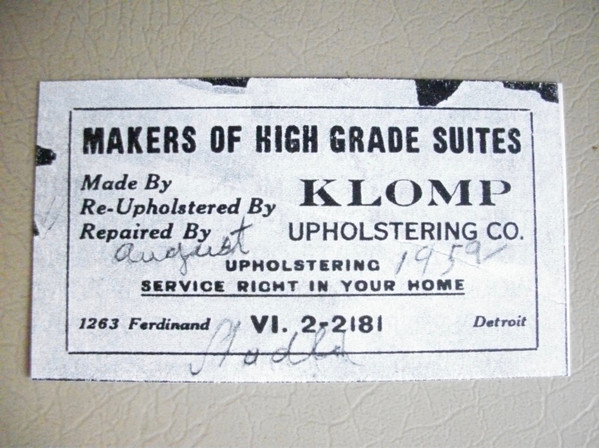 MAKERS OF HIGH GRADE SUITES
Made By
Re-Upholstered By
Repaired By
KLOMP
UPHOLSTERING CO.
august 1959
UPHOLSTERING
SERVICE RIGHT IN YOUR HOME
1263 Ferdinand VI. 2-2181 Detroit